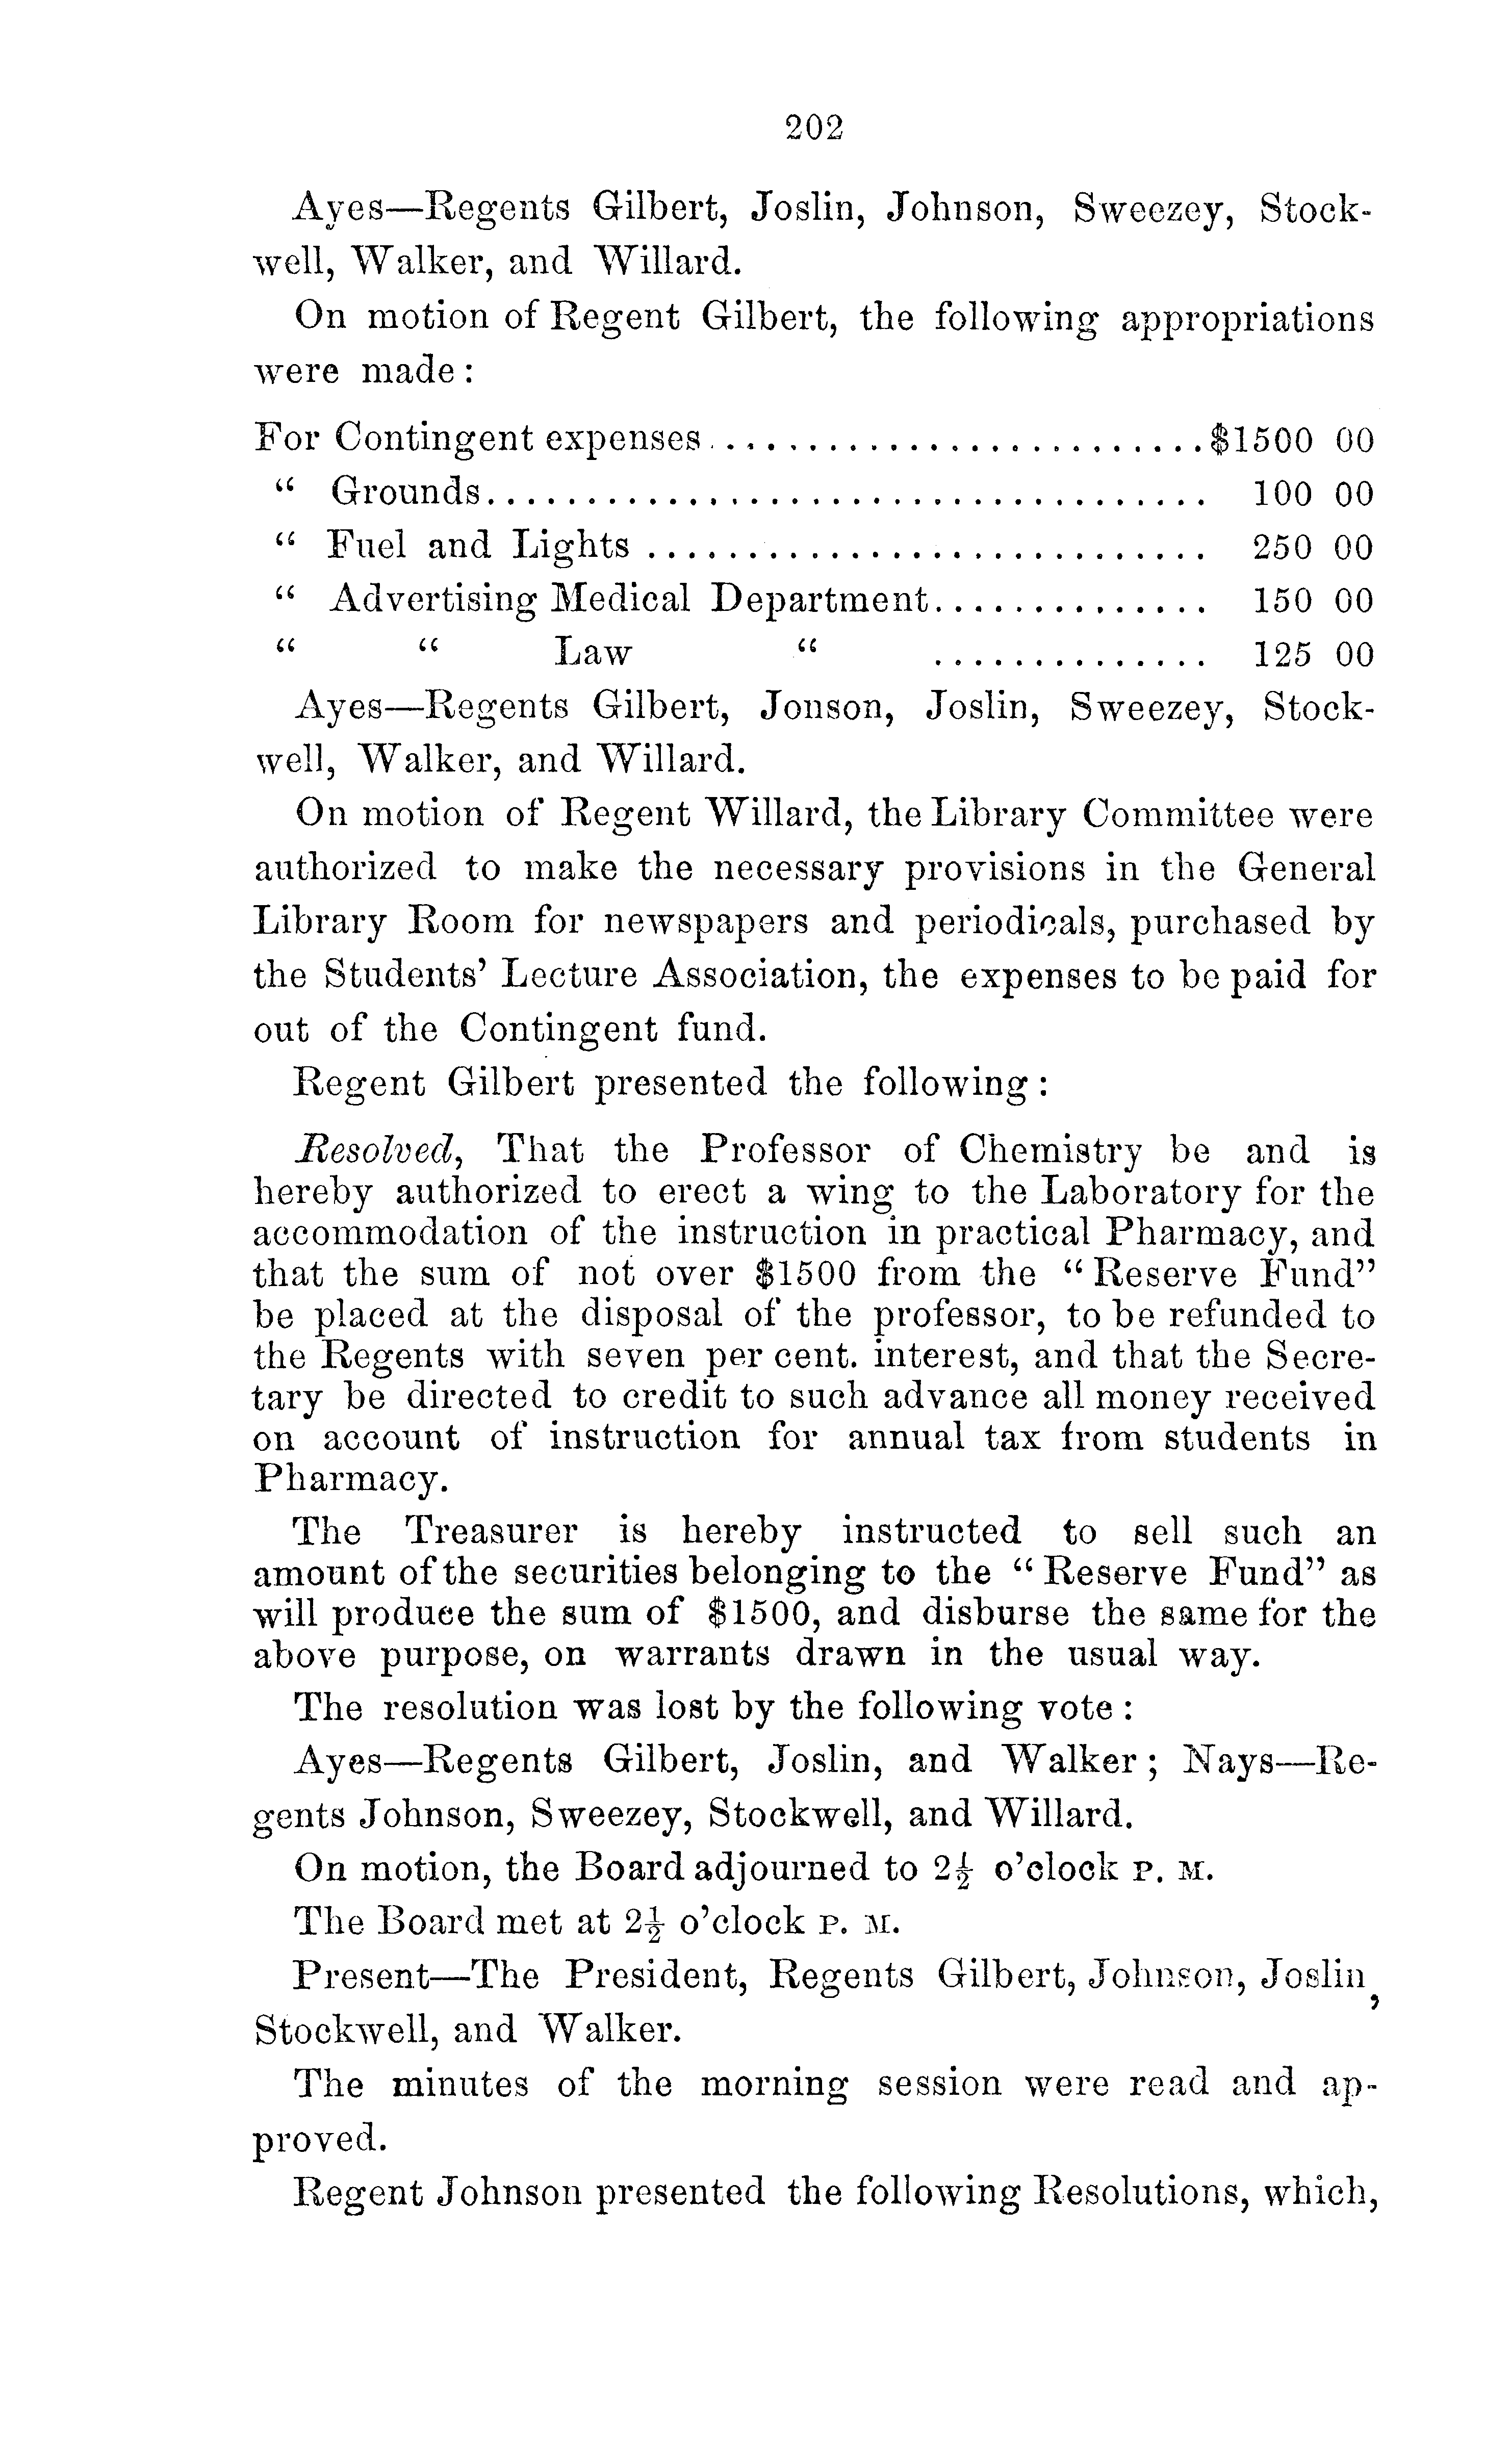 202
Ayes—Regents Gilbert, Joslin, Johnson, Sweezey, Stock-
well, Walker, and Willard.
On motion of Regent Gilbert, the following appropriations
were made:
For Contingent expenses..........................$1500 00
" Grounds.................................... 100 00
" Fuel and Lights ............................ 250 00
" Advertising Medical Department.............. 150 00
" " Law " .............. 125 00
Ayes—Regents Gilbert, Jonson, Joslin, Sweezey, Stock-
well, Walker, and Willard.
On motion of Regent Willard, the Library Committee were
authorized to make the necessary provisions in the General
Library Room for newspapers and periodicals, purchased by
the Students' Lecture Association, the expenses to be paid for
out of the Contingent fund.
Regent Gilbert presented the following:
Resolved, That the Professor of Chemistry be and is
hereby authorized to erect a wing to the Laboratory for the
accommodation of the instruction in practical Pharmacy, and
that the sum of not over $1500 from the "Reserve Fund"
be placed at the disposal of the professor, to be refunded to
the Regents with seven per cent. interest, and that the Secre-
tary be directed to credit to such advance all money received
on account of instruction for annual tax from students in
Pharmacy.
The Treasurer is hereby instructed to sell such an
amount of the securities belonging to the "Reserve Fund" as
will produce the sum of $1500, and disburse the same for the
above purpose, on warrants drawn in the usual way.
The resolution was lost by the following vote:
Ayes—Regents Gilbert, Joslin, and Walker; Nays—Re-
gents Johnson, Sweezey, Stockwell, and Willard.
On motion, the Board adjourned to 2½ o'clock P. M.
The Board met at 2½ o'clock P. M.
Present—The President, Regents Gilbert, Johnson, Joslin,
Stockwell, and Walker.
The minutes of the morning session were read and ap-
proved.
Regent Johnson presented the following Resolutions, which,